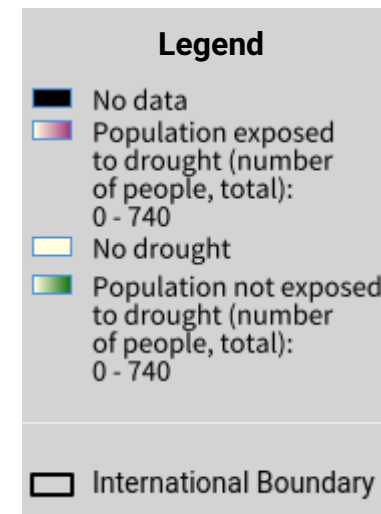 Legend
No data
Population exposed
to drought (number
of people, total):
0 - 740
No drought
Population not exposed
to drought (number
of people, total):
0 - 740
International Boundary